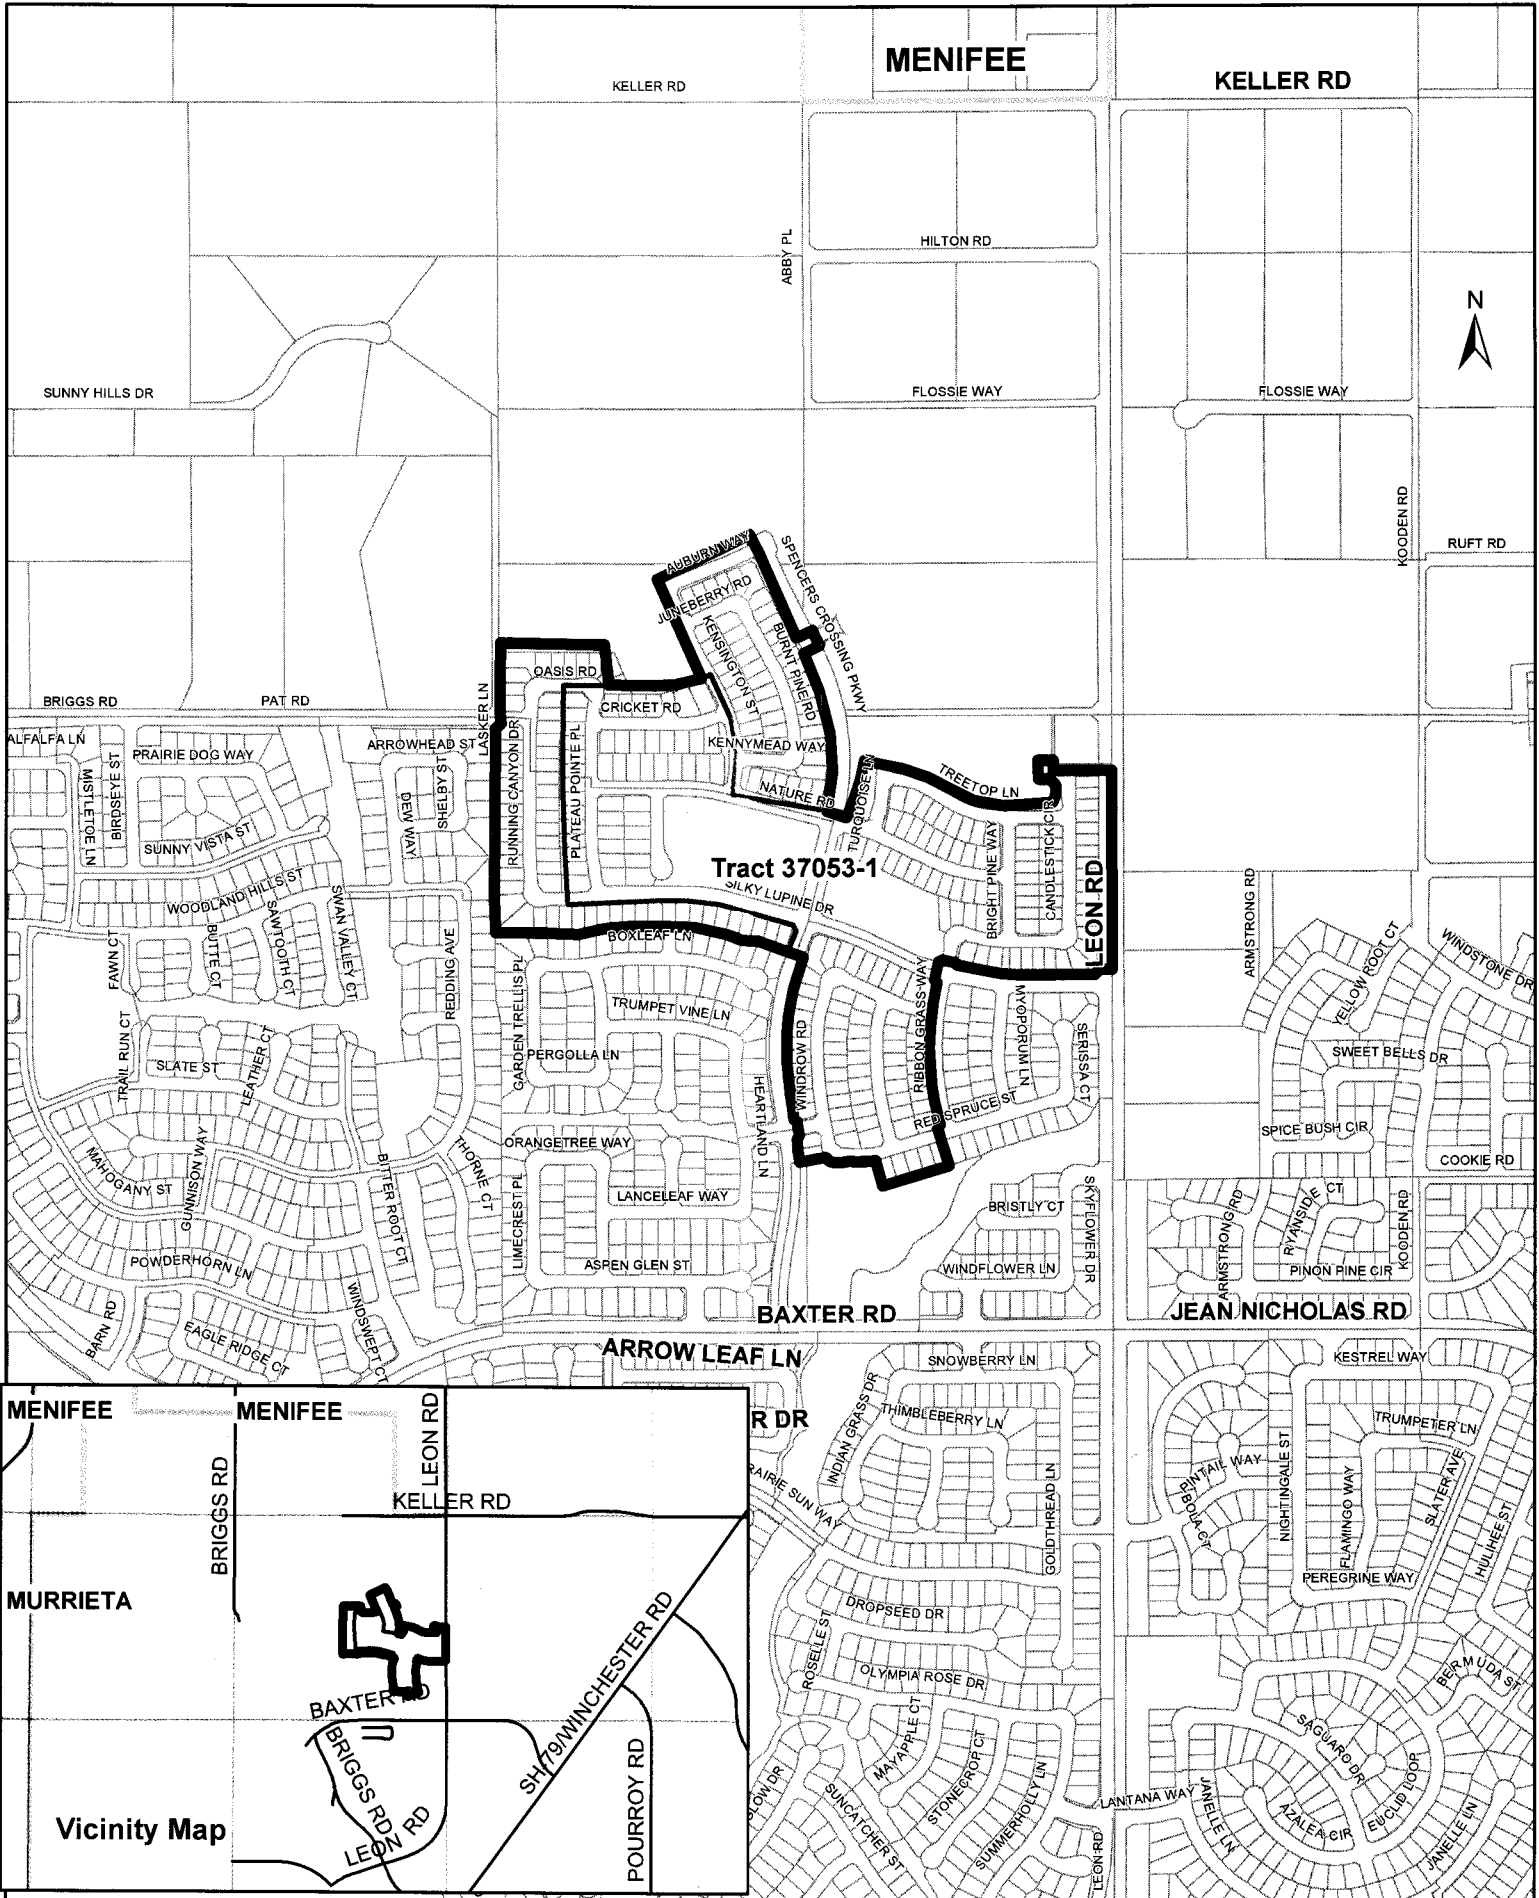 MENIFEE
KELLER RD
KELLER RD
ABBY PL
HILTON RD
N
SUNNY HILLS DR
FLOSSIE WAY
FLOSSIE WAY
KOODEN RD
RUFT RD
AUBURN WAY
SPENCERS CROSSING PKWY
JUNEBERRY RD
KENSINGTON ST
BURNT PINE RD
OASIS RD
BRIGGS RD
PAT RD
LASKER LN
CRICKET RD
ALFALFA LN
PRAIRIE DOG WAY
ARROWHEAD ST
RUNNING CANYON DR
PLATEAU POINTE PL
KENNYMEAD WAY
MISTLETOE LN
BIRDSEYE ST
DEW WAY
SHELBY ST
NATURE RD
TURQUOISE LN
TREETOP LN
SUNNY VISTA ST
Tract 37053-1
BRIGHT PINE WAY
CANDLESTICK CIR
LEON RD
WOODLAND HILLS ST
SILKY LUPINE DR
SWAN VALLEY CT
SAWTOOTH CT
BUTTE CT
FAWN CT
REDDING AVE
BOXLEAF LN
ARMSTRONG RD
YELLOW ROOT CT
WINDSTONE DR
GARDEN TRELLIS PL
TRUMPET VINE LN
WINDROW RD
RIBBON GRASS WAY
MYOPORUM LN
SERISA CT
TRAIL RUN CT
SLATE ST
LEATHER CT
PERGOLLA LN
HEARTLAND LN
SWEET BELLS DR
RED SPRUCE ST
SPICE BUSH CIR
COOKIE RD
MAHOGANY ST
GUNNISON WAY
BITTER ROOT CT
THORNE CT
ORANGETREE WAY
LIMECREST PL
LANCELEAF WAY
BRISTLY CT
SKYFLOWER DR
ARMSTRONG RD
RYANSIDE CT
KOODEN RD
POWDERHORN LN
ASPEN GLEN ST
WINDFLOWER LN
PINON PINE CIR
BARN RD
EAGLE RIDGE CT
WINDSWEPT CT
BAXTER RD
JEAN NICHOLAS RD
ARROW LEAF LN
SNOWBERRY LN
KESTREL WAY
R DR
INDIAN GRASS DR
THIMBLEBERRY LN
TRUMPETER LN
RAIRIE SUN WAY
GOLDTHREAD LN
PINTAIL WAY
EBOLA CT
NIGHTINGALE ST
FLAMINGO WAY
SLATER AVE
HULIHEE ST
PEREGRINE WAY
DROPSEED DR
ROSELLE ST
OLYMPIA ROSE DR
BERMUDA ST
MAYAPPLE CT
STONECROP CT
SUMMERHOLLY LN
SUNCATCHER ST
LOW DR
LEON RD
LANTANA WAY
JANELLE LN
SAGUARO DR
AZALEA CIR
EUCLID LOOP
JANELLE LN
MENIFEE
MENIFEE
LEON RD
BRIGGS RD
KELLER RD
MURRIETA
BAXTER RD
BRIGGS RD
SH79/WINCHESTER RD
POURROY RD
LEON RD
Vicinity Map